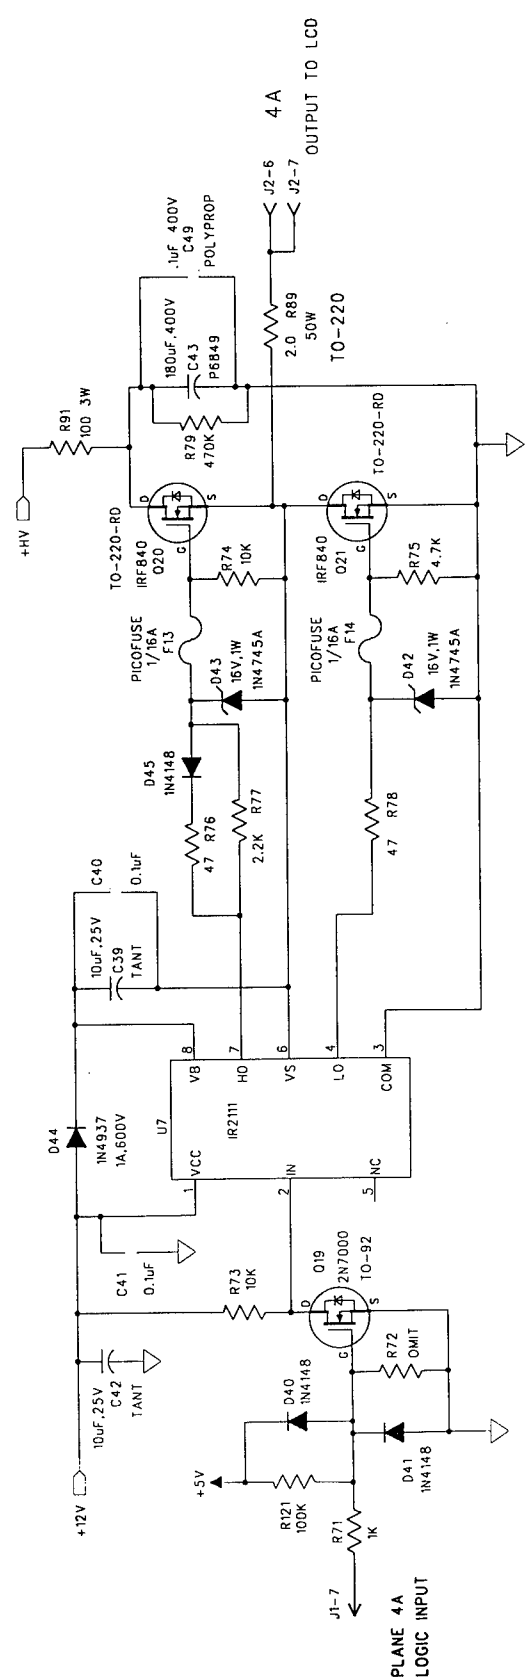 +12V
10uF,25V
C42
TANT
C41
0.1uF
D44
1N4937
1A,600V
C40
0.1uF
10uF,25V
C39
TANT
+HV
R91
100 3W
.1uF 400V
C49
POLYPROP
180uF,400V
C43
P6849
R79
470K
TO-220-RD
IRF840
Q20
D
S
G
R74
10K
PICOFUSE
1/16A
F13
D43
16V,1W
1N4745A
D45
1N4148
47 R76
R77
2.2K
2.0 R89
50W
TO-220
J2-6
J2-7
4A
OUTPUT TO LCD
TO-220-RD
IRF840
Q21
D
S
G
R75
4.7K
PICOFUSE
1/16A
F14
D42
16V,1W
1N4745A
R78
47
U7
IR2111
1
VCC
2
IN
5
NC
8
VB
7
HO
6
VS
4
LO
3
COM
R73
10K
Q19
2N7000
TO-92
D
S
G
R72
OMIT
D40
1N4148
D41
1N4148
+5V
R121
100K
R71
1K
J1-7
PLANE 4A
LOGIC INPUT